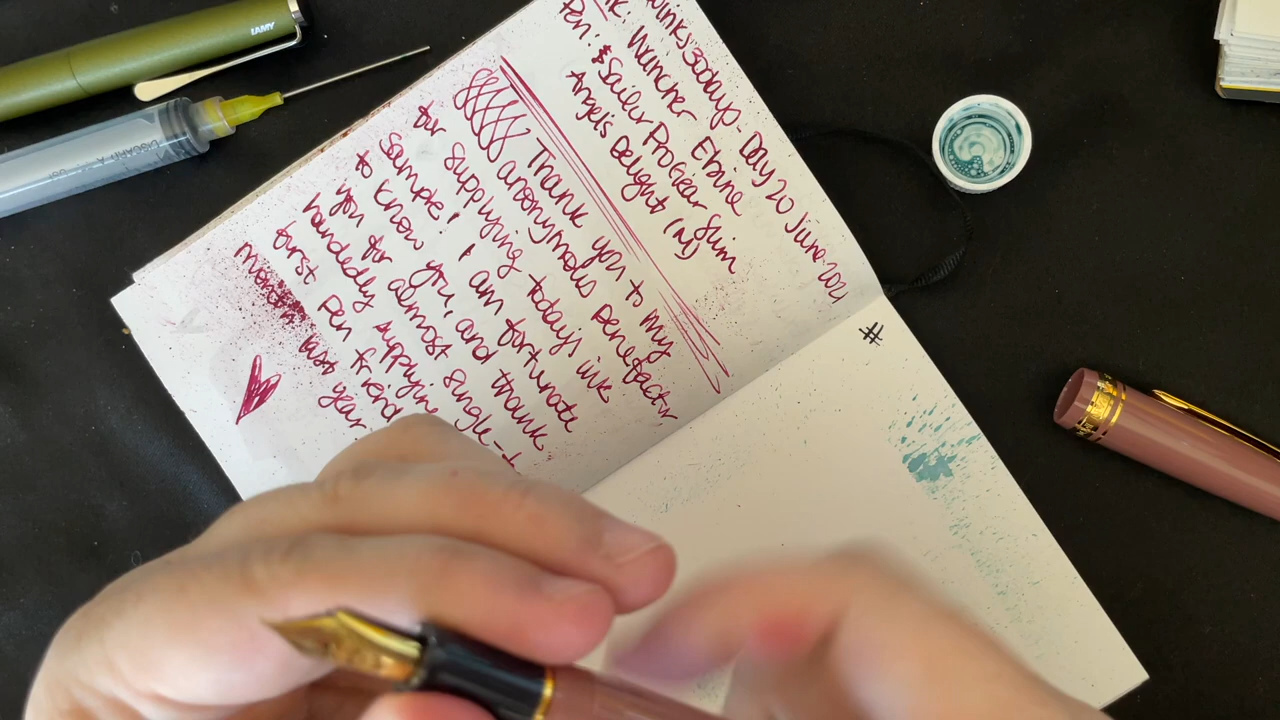 Day 20 June 2021
Wancher Ebine
Pen: & Sailor ProGear Slim
Angel's Delight (M)
Thank you to my
anonymous benefactor,
for supplying todays ink
sample. I am fortunate
to know you, and thank
you for almost single-
handedly supplying
first Pen friend
month last year
#
LAMY